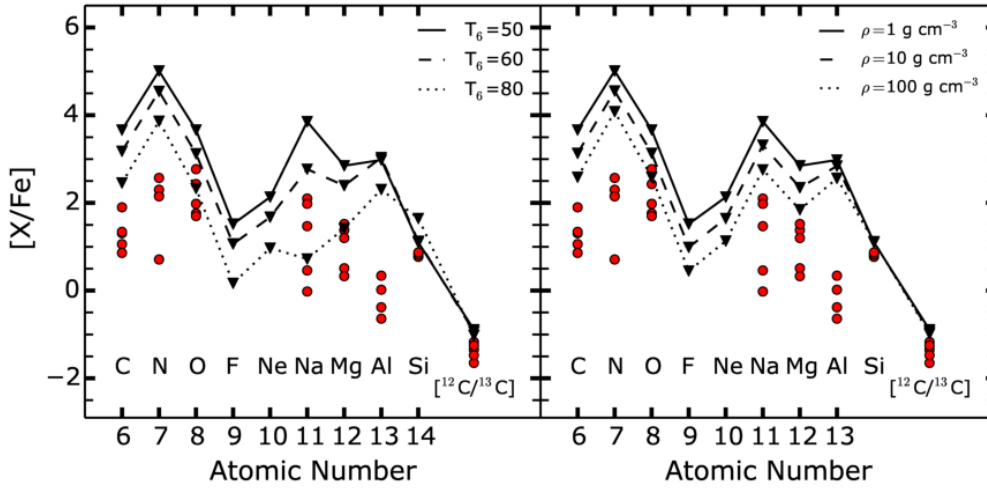 [X/Fe]
6
4
2
0
−2
T₆=50
T₆=60
T₆=80
C N O F Ne Na Mg Al Si
[¹²C/¹³C]
6 7 8 9 10 11 12 13 14
Atomic Number
ρ=1 g cm⁻³
ρ=10 g cm⁻³
ρ=100 g cm⁻³
C N O F Ne Na Mg Al Si
[¹²C/¹³C]
6 7 8 9 10 11 12 13
Atomic Number